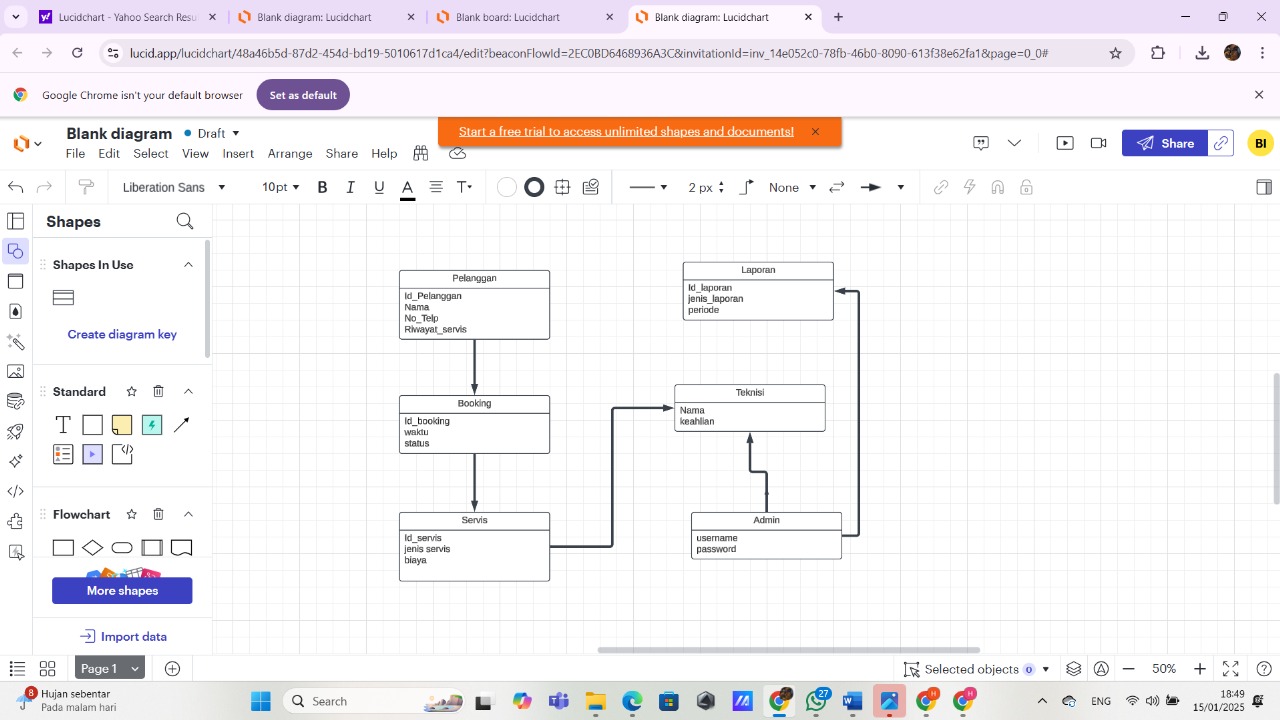 Lucidchart - Yahoo Search Resu
Blank diagram: Lucidchart
Blank board: Lucidchart
Blank diagram: Lucidchart
lucid.app/lucidchart/48a46b5d-87d2-454d-bd19-5010617d1ca4/edit?beaconFlowId=2EC0BD6468936A3C&invitationId=inv_14e052c0-78fb-46b0-8090-613f38e62fa1&page=0_0#
Google Chrome isn't your default browser
Set as default
Blank diagram
Draft
Start a free trial to access unlimited shapes and documents!
File Edit Select View Insert Arrange Share Help
Share
BI
Liberation Sans
10pt
B I U A T
2 px
None
Shapes
Shapes In Use
Create diagram key
Standard
T
Flowchart
More shapes
Import data
Pelanggan
Id_Pelanggan
Nama
No_Telp
Riwayat_servis
Booking
Id_booking
waktu
status
Servis
Id_servis
jenis servis
biaya
Laporan
Id_laporan
jenis_laporan
periode
Teknisi
Nama
keahlian
Admin
username
password
Page 1
Selected objects 0
50%
8
Hujan sebentar
Pada malam hari
Search
27
H
H
ENG
18:49
15/01/2025